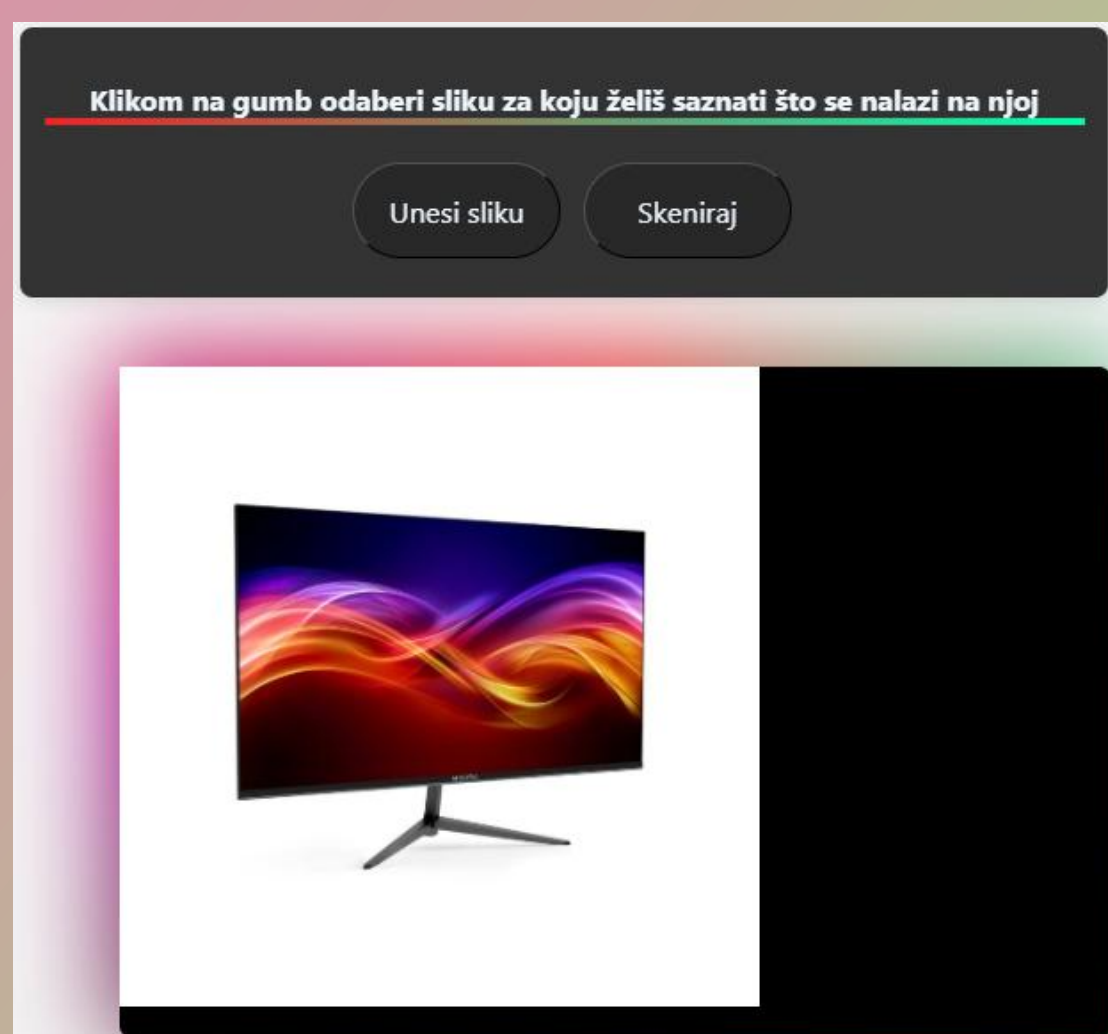 Klikom na gumb odaberi sliku za koju želiš saznati što se nalazi na njoj
Unesi sliku
Skeniraj